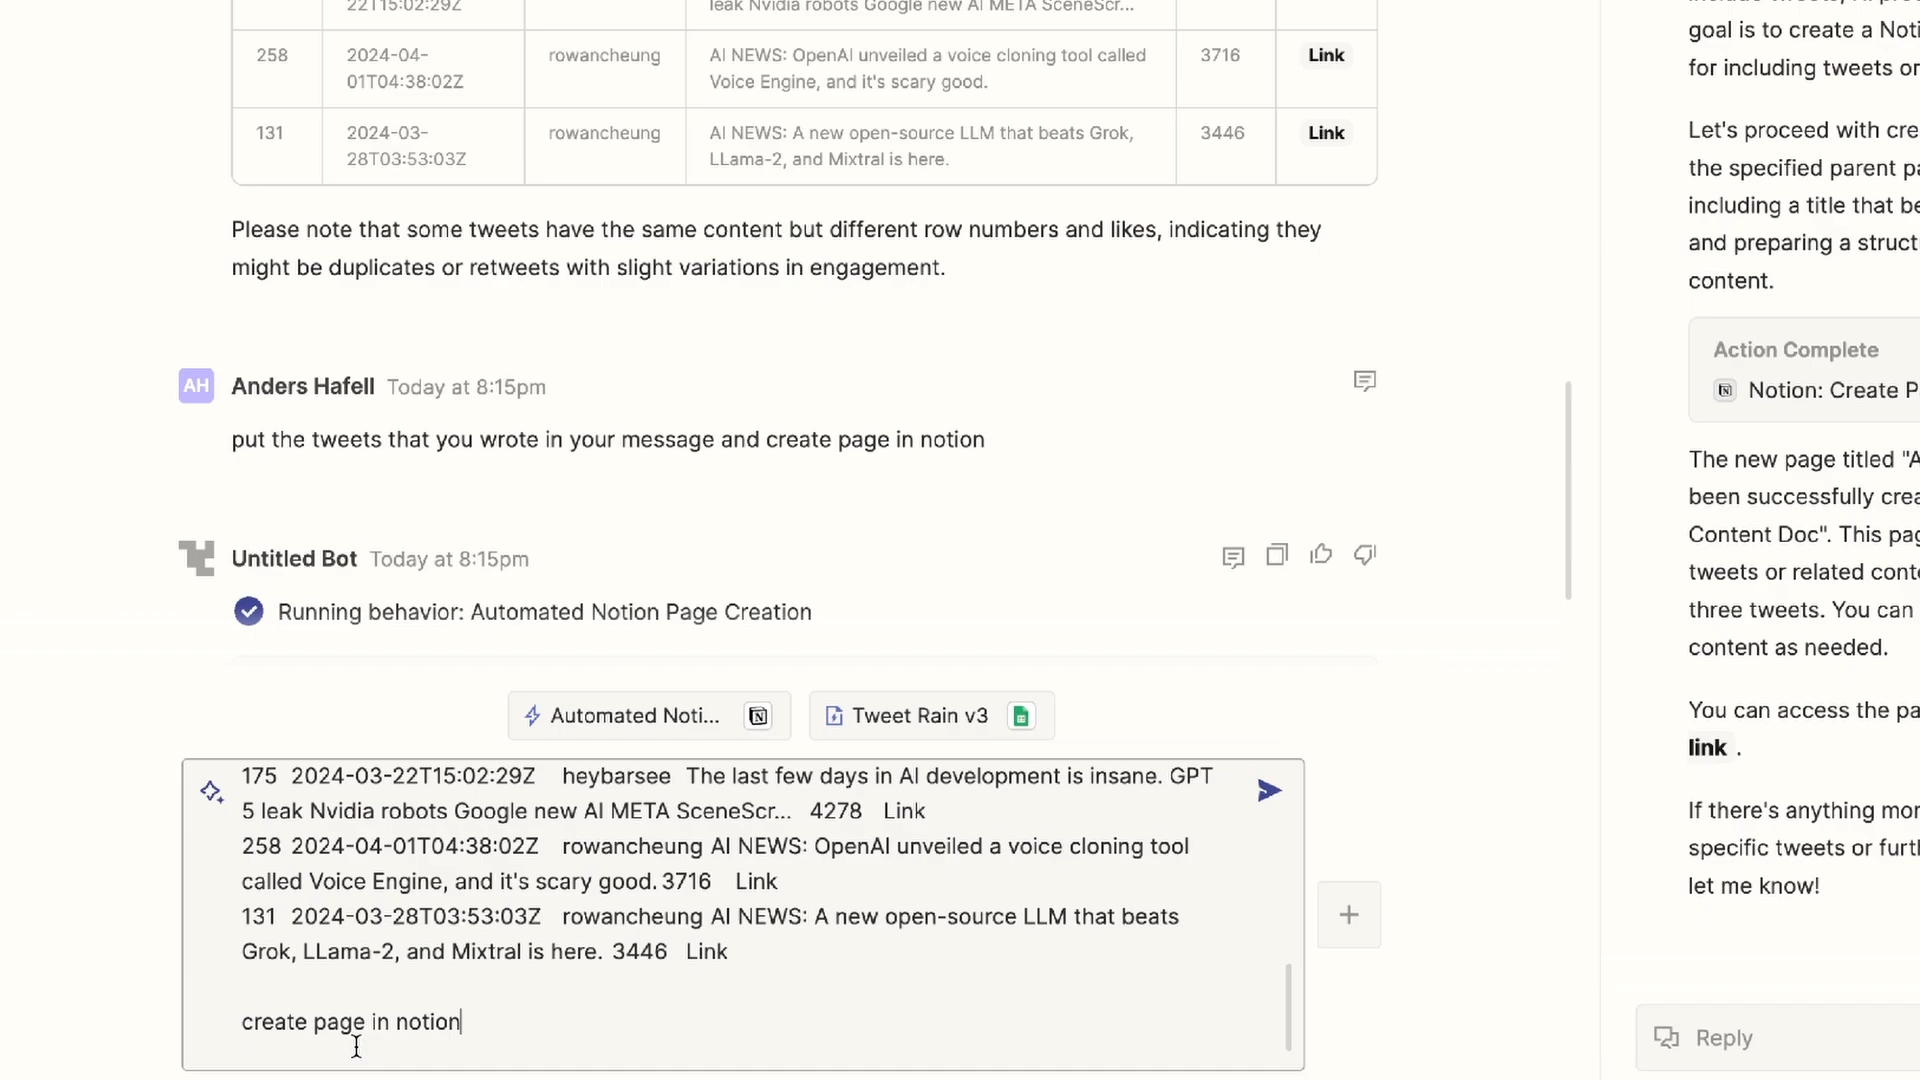 22T15:02:29Z
leak Nvidia robots Google new AI META SceneScr...
258
2024-04-
01T04:38:02Z
rowancheung
AI NEWS: OpenAI unveiled a voice cloning tool called
Voice Engine, and it's scary good.
3716
Link
131
2024-03-
28T03:53:03Z
rowancheung
AI NEWS: A new open-source LLM that beats Grok,
LLama-2, and Mixtral is here.
3446
Link
Please note that some tweets have the same content but different row numbers and likes, indicating they
might be duplicates or retweets with slight variations in engagement.
AH
Anders Hafell Today at 8:15pm
put the tweets that you wrote in your message and create page in notion
Untitled Bot Today at 8:15pm
Running behavior: Automated Notion Page Creation
Automated Noti...
Tweet Rain v3
175 2024-03-22T15:02:29Z heybarsee The last few days in AI development is insane. GPT
5 leak Nvidia robots Google new AI META SceneScr... 4278 Link
258 2024-04-01T04:38:02Z rowancheung AI NEWS: OpenAI unveiled a voice cloning tool
called Voice Engine, and it's scary good. 3716 Link
131 2024-03-28T03:53:03Z rowancheung AI NEWS: A new open-source LLM that beats
Grok, LLama-2, and Mixtral is here. 3446 Link
create page in notion
goal is to create a Noti
for including tweets or
Let's proceed with cre
the specified parent pa
including a title that be
and preparing a struct
content.
Action Complete
Notion: Create P
The new page titled "A
been successfully crea
Content Doc". This pag
tweets or related conte
three tweets. You can
content as needed.
You can access the pa
link .
If there's anything mor
specific tweets or furth
let me know!
Reply